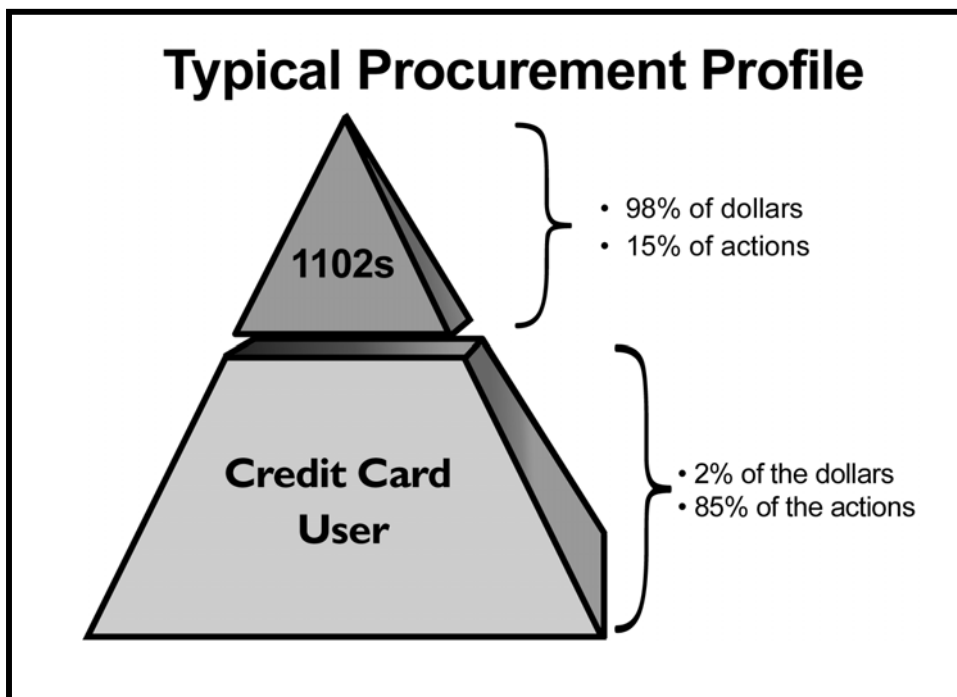 Typical Procurement Profile
1102s
• 98% of dollars
• 15% of actions
Credit Card
User
• 2% of the dollars
• 85% of the actions